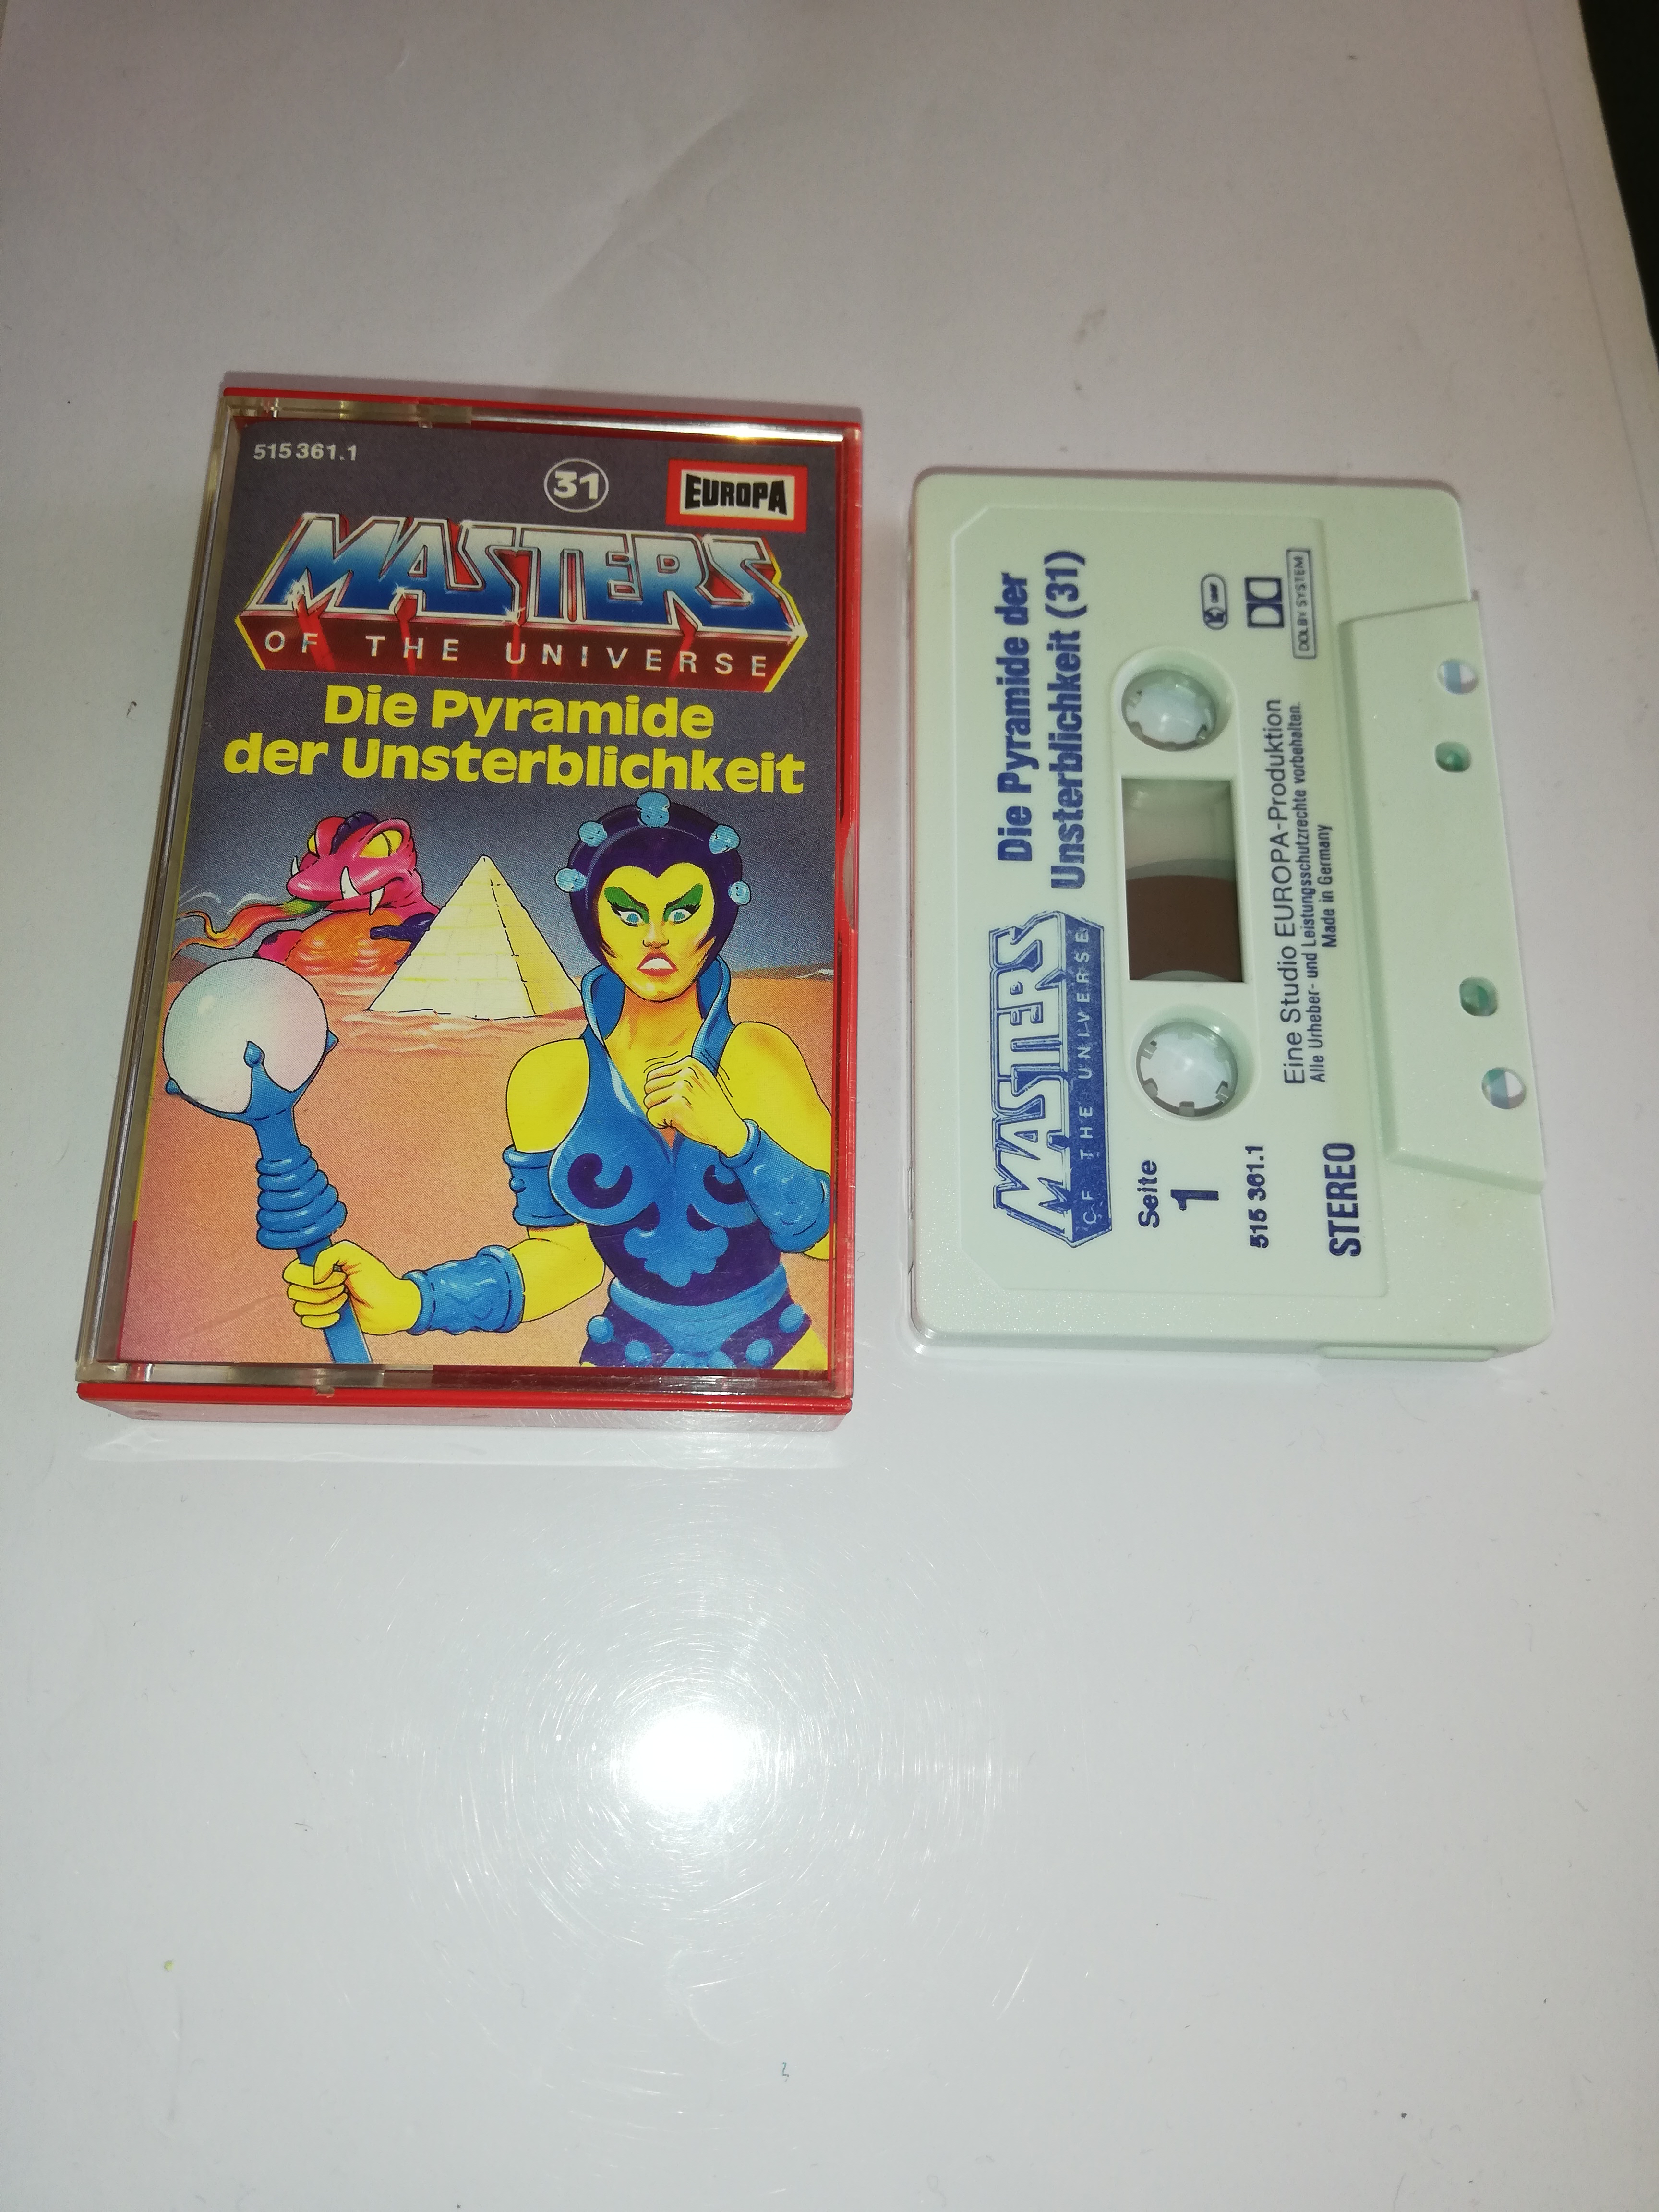 515 361.1
31
EUROPA
MASTERS
OF THE UNIVERSE
Die Pyramide
der Unsterblichkeit
MASTERS
OF THE UNIVERSE
Die Pyramide der
Unsterblichkeit (31)
Seite
1
515 361.1
STEREO
Eine Studio EUROPA-Produktion
Alle Urheber- und Leistungsschutzrechte vorbehalten.
Made in Germany
DOLBY SYSTEM